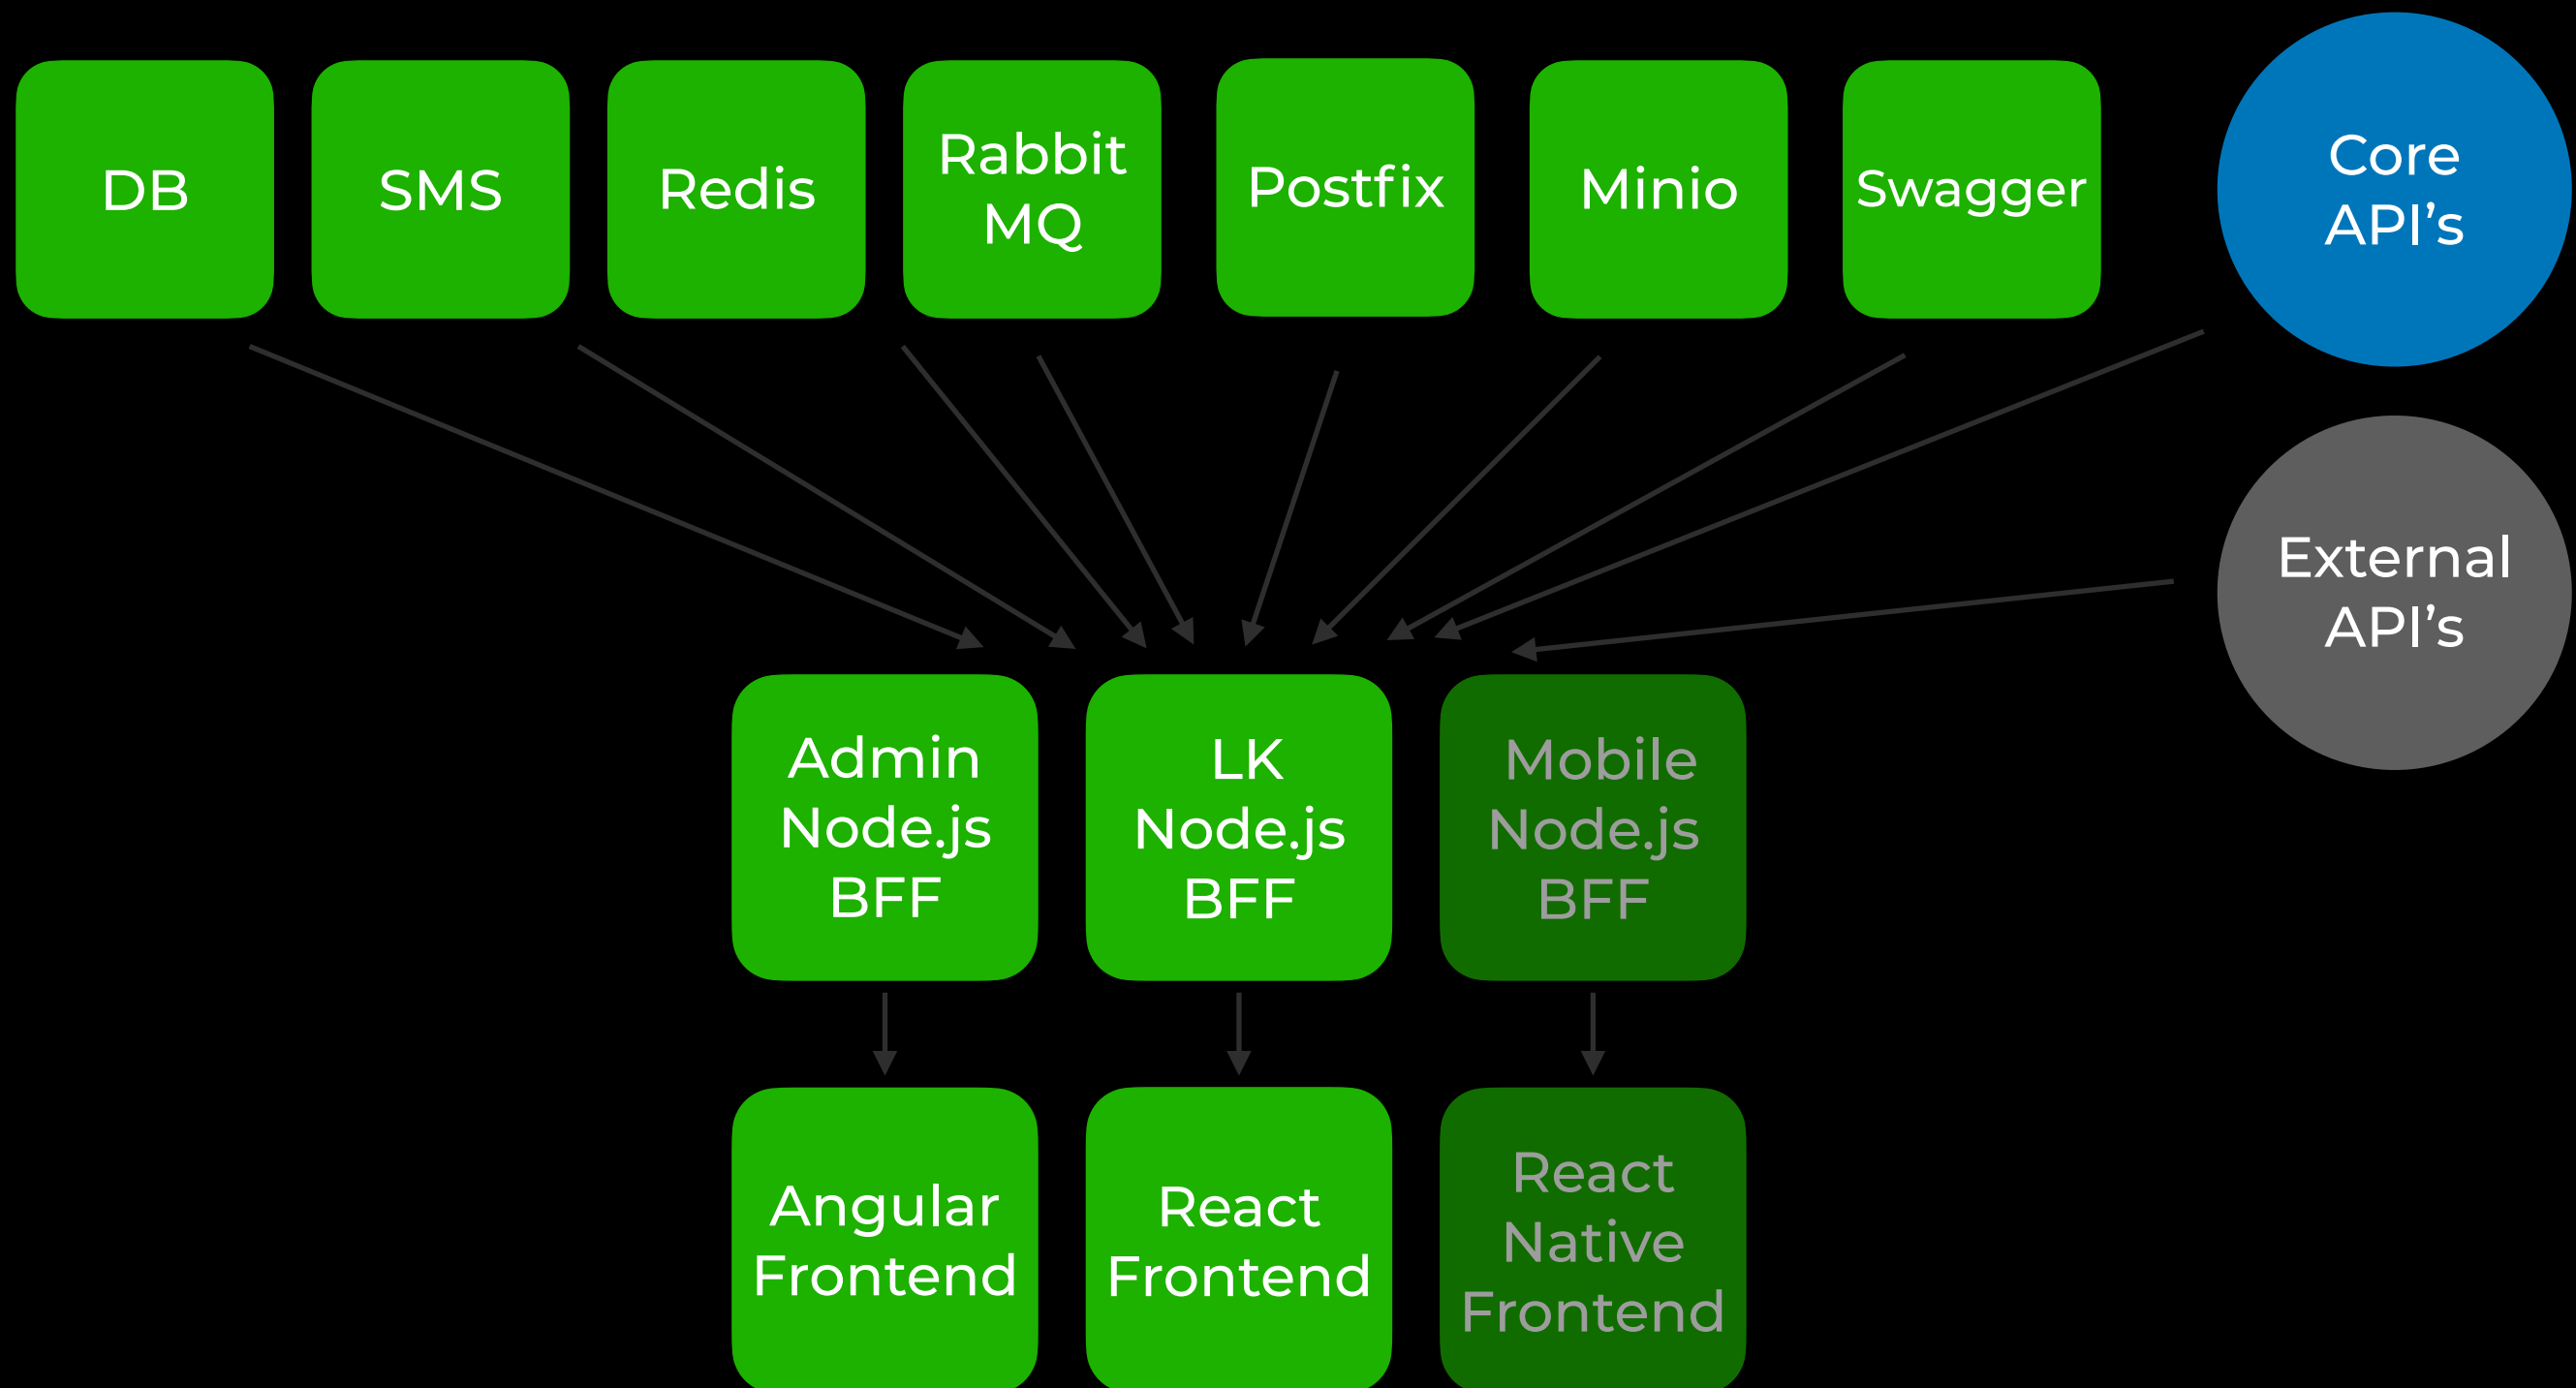 DB
SMS
Redis
Rabbit
MQ
Postfix
Minio
Swagger
Core
API’s
External
API’s
Admin
Node.js
BFF
LK
Node.js
BFF
Mobile
Node.js
BFF
Angular
Frontend
React
Frontend
React
Native
Frontend